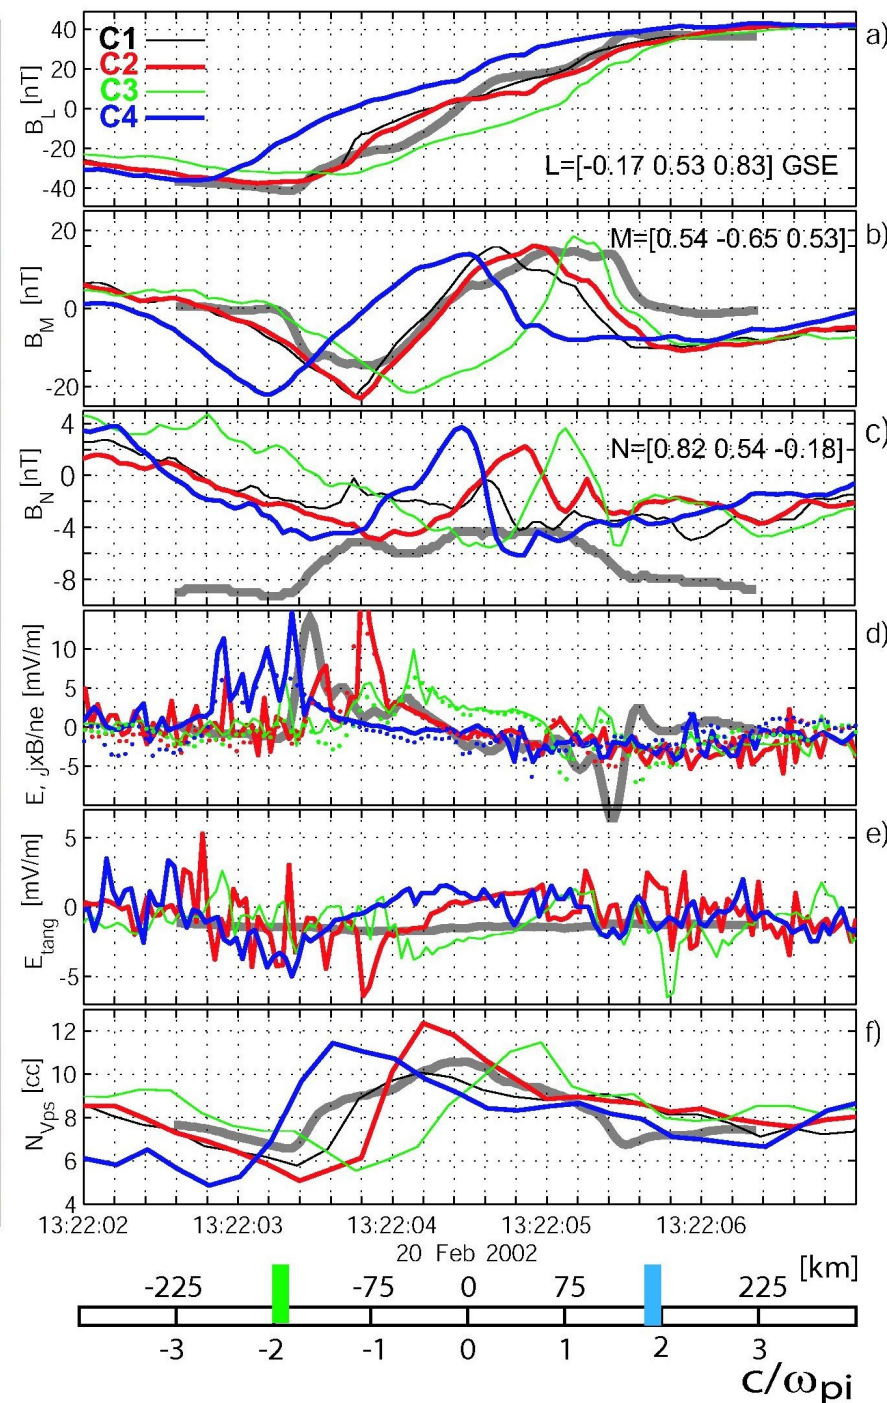 a)
C1
C2
C3
C4
40
20
0
-20
-40
B_L [nT]
L=[-0.17 0.53 0.83] GSE
b)
M=[0.54 -0.65 0.53]
20
0
-20
B_M [nT]
c)
N=[0.82 0.54 -0.18]
4
0
-4
-8
B_N [nT]
d)
10
5
0
-5
E, jxB/ne [mV/m]
e)
5
0
-5
E_tang [mV/m]
f)
12
10
8
6
4
N_Vps [cc]
13:22:02 13:22:03 13:22:04 13:22:05 13:22:06
20 Feb 2002
-225 -75 0 75 225 [km]
-3 -2 -1 0 1 2 3
c/ω_pi